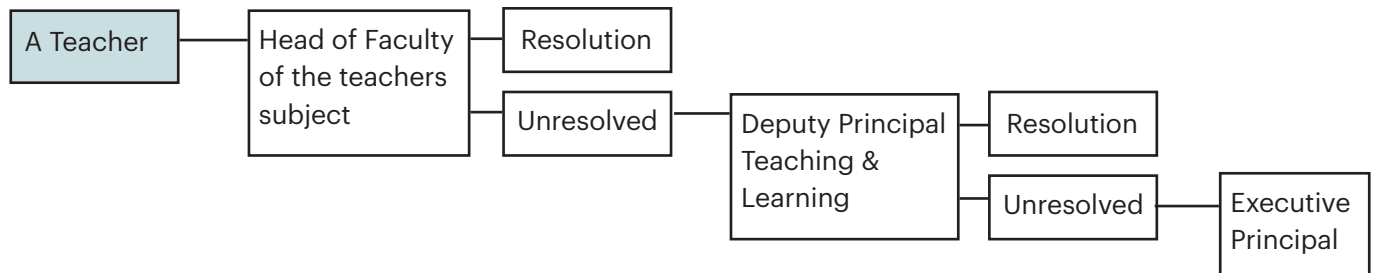 A Teacher
Head of Faculty
of the teachers
subject
Resolution
Unresolved
Deputy Principal
Teaching &
Learning
Resolution
Unresolved
Executive
Principal